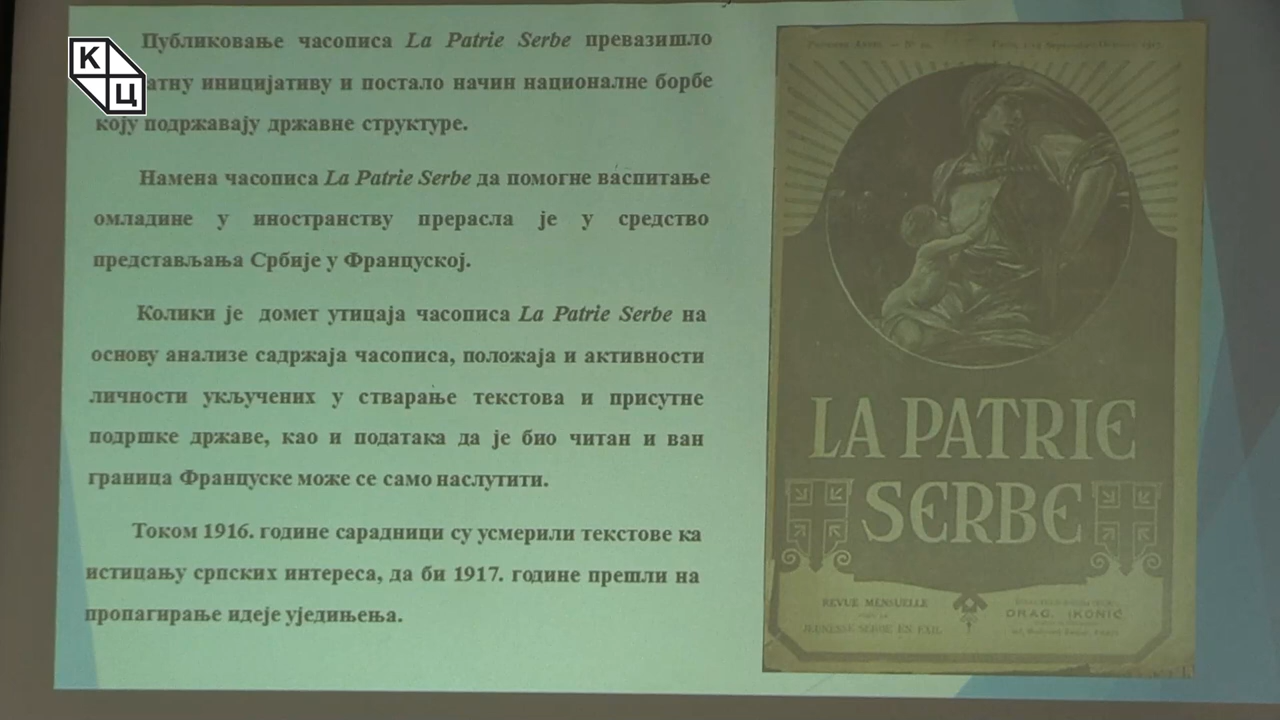 К
Ц
Публиковање часописа La Patrie Serbe превазишло
атну иницијативу и постало начин националне борбе
коју подржавају државне структуре.
Намена часописа La Patrie Serbe да помогне васпитање
омладине у иностранству прерасла је у средство
представљања Србије у Француској.
Колики је домет утицаја часописа La Patrie Serbe на
основу анализе садржаја часописа, положаја и активности
личности укључених у стварање текстова и присутне
подршке државе, као и података да је био читан и ван
граница Француске може се само наслутити.
Током 1916. године сарадници су усмерили текстове ка
истицању српских интереса, да би 1917. године прешли на
пропагирање идеје уједињења.
LA PATRIE
SERBE
REVUE MENSUELLE
JEUNESSE SERBE EN EXIL
DRAG. IKONIĆ